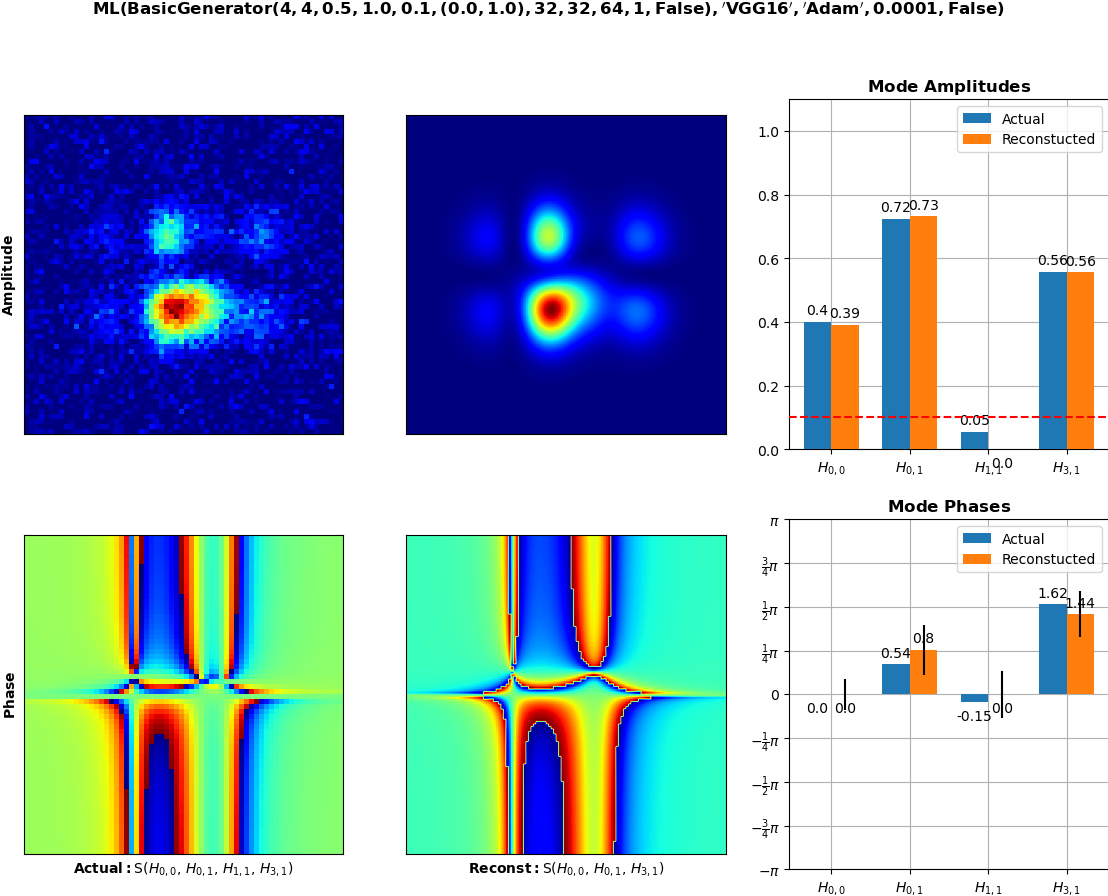 ML(BasicGenerator(4, 4, 0.5, 1.0, 0.1, (0.0, 1.0), 32, 32, 64, 1, False), ′VGG16′, ′Adam′, 0.0001, False)
Amplitude
Mode Amplitudes
Actual
Reconstucted
1.0
0.8
0.6
0.4
0.2
0.0
0.4
0.39
0.72
0.73
0.05
0.0
0.56
0.56
H₀,₀
H₀,₁
H₁,₁
H₃,₁
Phase
Actual: S(H₀,₀, H₀,₁, H₁,₁, H₃,₁)
Reconst: S(H₀,₀, H₀,₁, H₃,₁)
Mode Phases
Actual
Reconstucted
π
3/4 π
1/2 π
1/4 π
0
−1/4 π
−1/2 π
−3/4 π
−π
0.0
0.0
0.54
0.8
-0.15
0.0
1.62
1.44
H₀,₀
H₀,₁
H₁,₁
H₃,₁